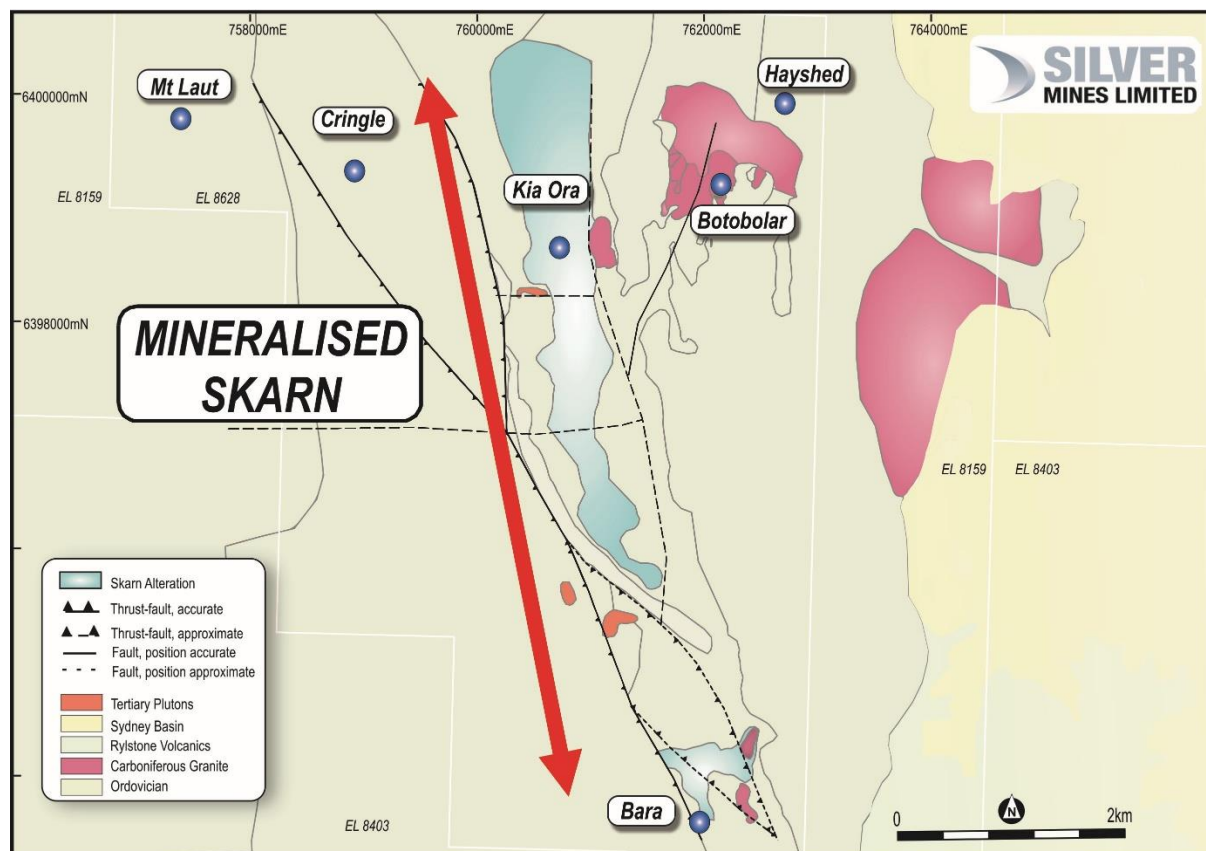 758000mE
760000mE
762000mE
764000mE
SILVER
MINES LIMITED
6400000mN
Mt Laut
Cringle
Hayshed
Kia Ora
EL 8159
EL 8628
Botobolar
6398000mN
MINERALISED
SKARN
EL 8159
EL 8403
Skarn Alteration
Thrust-fault, accurate
Thrust-fault, approximate
Fault, position accurate
Fault, position approximate
Tertiary Plutons
Sydney Basin
Rylstone Volcanics
Carboniferous Granite
Ordovician
EL 8403
Bara
N
0
2km